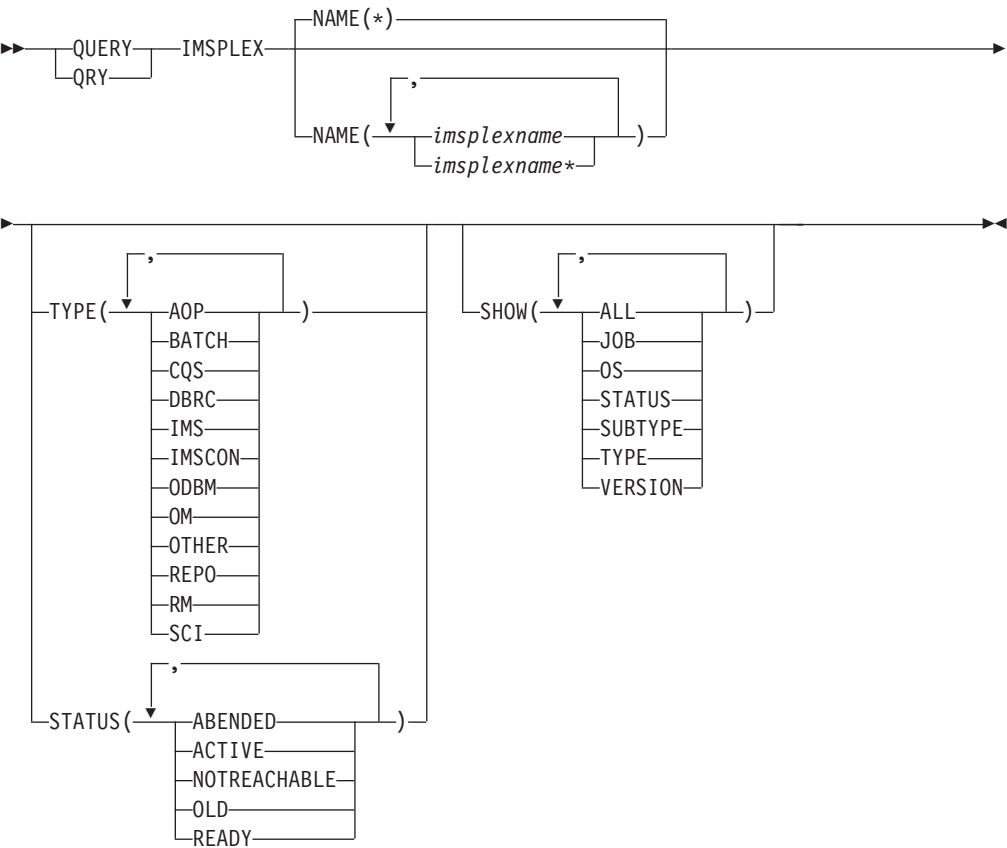 NAME(*)
QUERY IMSPLEX
QRY
,
NAME( imsplexname )
imsplexname*
, ,
TYPE( AOP ) SHOW( ALL )
BATCH JOB
CQS OS
DBRC STATUS
IMS SUBTYPE
IMSCON TYPE
ODBM VERSION
OM
OTHER
REPO
RM
SCI
,
STATUS( ABENDED )
ACTIVE
NOTREACHABLE
OLD
READY